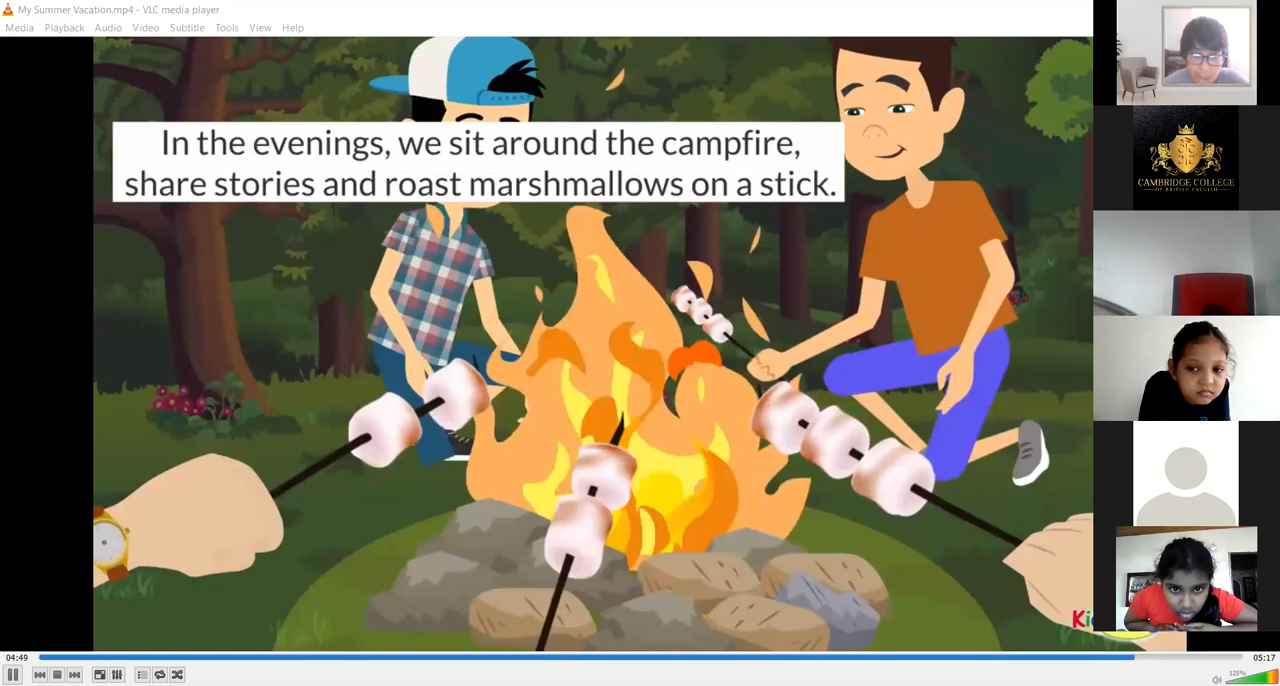 My Summer Vacation.mp4 - VLC media player
Media Playback Audio Video Subtitle Tools View Help
In the evenings, we sit around the campfire,
share stories and roast marshmallows on a stick.
CAMBRIDGE COLLEGE
OF BRITISH ENGLISH
Ki
04:49
05:17
125%